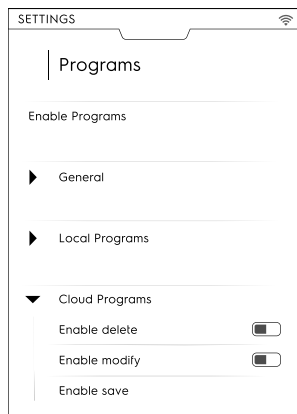 SETTINGS
Programs
Enable Programs
General
Local Programs
Cloud Programs
Enable delete
Enable modify
Enable save